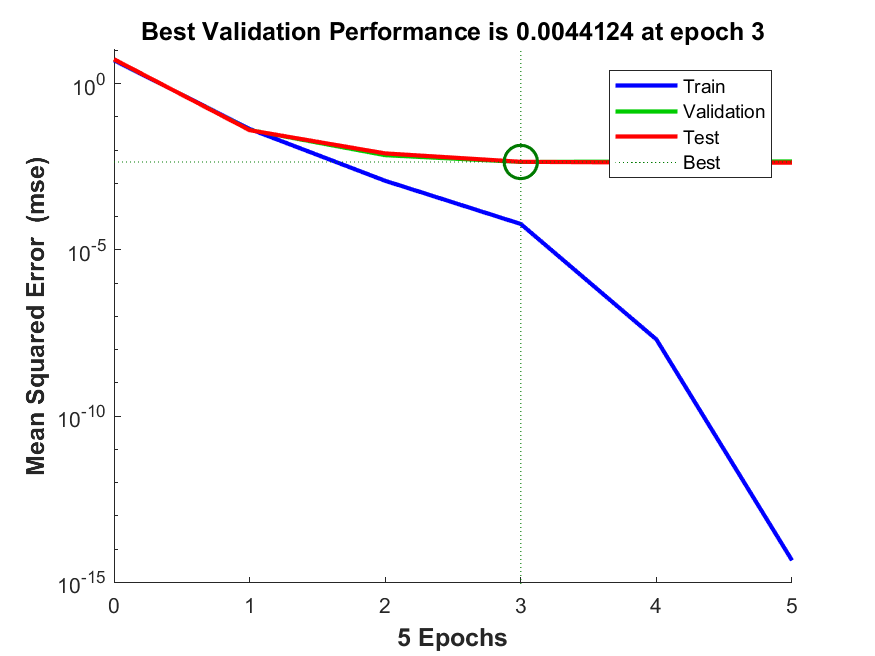 Best Validation Performance is 0.0044124 at epoch 3
Mean Squared Error (mse)
10^0
10^-5
10^-10
10^-15
Train
Validation
Test
Best
0 1 2 3 4 5
5 Epochs